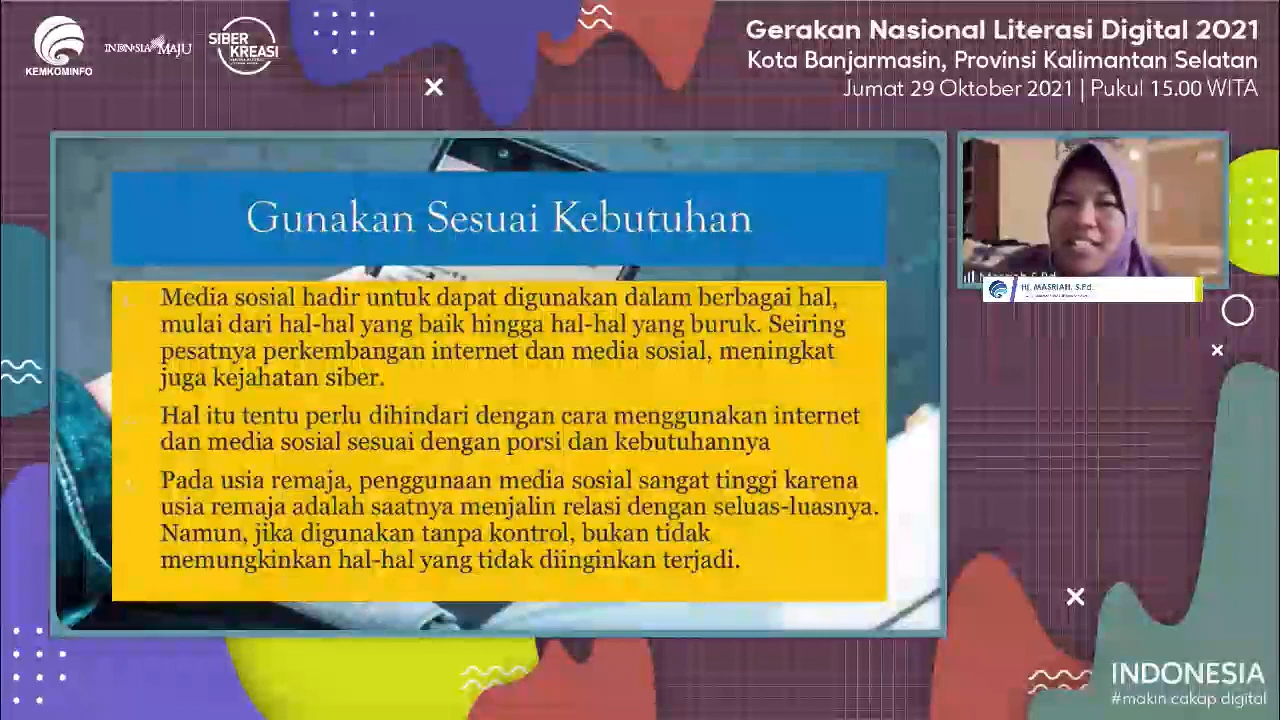 KEMKOMINFO
INDONESIA MAJU
SIBER
KREASI
Gerakan Nasional Literasi Digital 2021
Kota Banjarmasin, Provinsi Kalimantan Selatan
Jumat 29 Oktober 2021 | Pukul 15.00 WITA
Gunakan Sesuai Kebutuhan
Media sosial hadir untuk dapat digunakan dalam berbagai hal,
mulai dari hal-hal yang baik hingga hal-hal yang buruk. Seiring
pesatnya perkembangan internet dan media sosial, meningkat
juga kejahatan siber.
Hal itu tentu perlu dihindari dengan cara menggunakan internet
dan media sosial sesuai dengan porsi dan kebutuhannya
Pada usia remaja, penggunaan media sosial sangat tinggi karena
usia remaja adalah saatnya menjalin relasi dengan seluas-luasnya.
Namun, jika digunakan tanpa kontrol, bukan tidak
memungkinkan hal-hal yang tidak diinginkan terjadi.
Masriah S.Pd
HJ. MASRIAH, S.Pd.
INDONESIA
#makin cakap digital